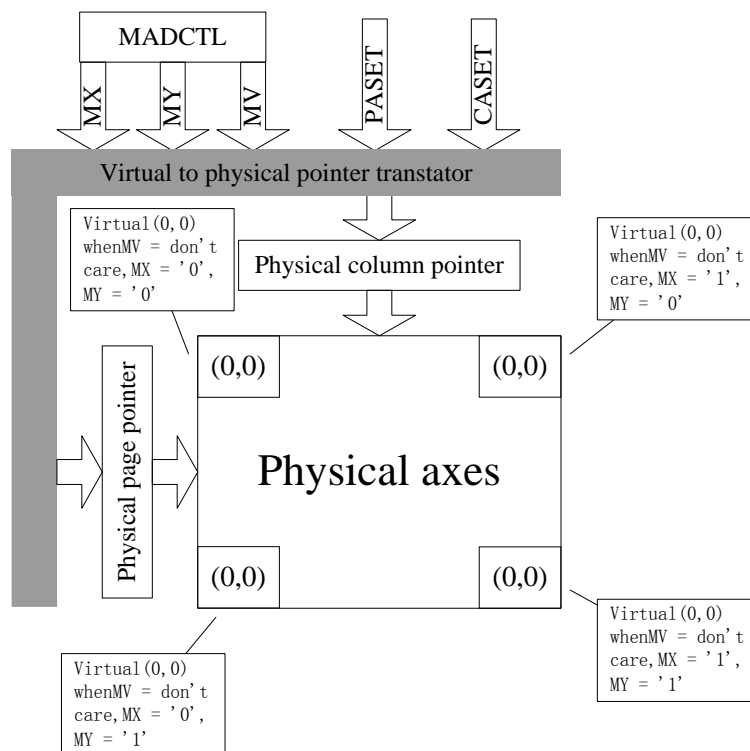 MADCTL
MX
MY
MV
PASET
CASET
Virtual to physical pointer transtator
Virtual(0,0)
whenMV = don't
care,MX = '0',
MY = '0'
Physical column pointer
Virtual(0,0)
whenMV = don't
care,MX = '1',
MY = '0'
(0,0)
(0,0)
Physical page pointer
Physical axes
(0,0)
(0,0)
Virtual(0,0)
whenMV = don't
care,MX = '0',
MY = '1'
Virtual(0,0)
whenMV = don't
care,MX = '1',
MY = '1'